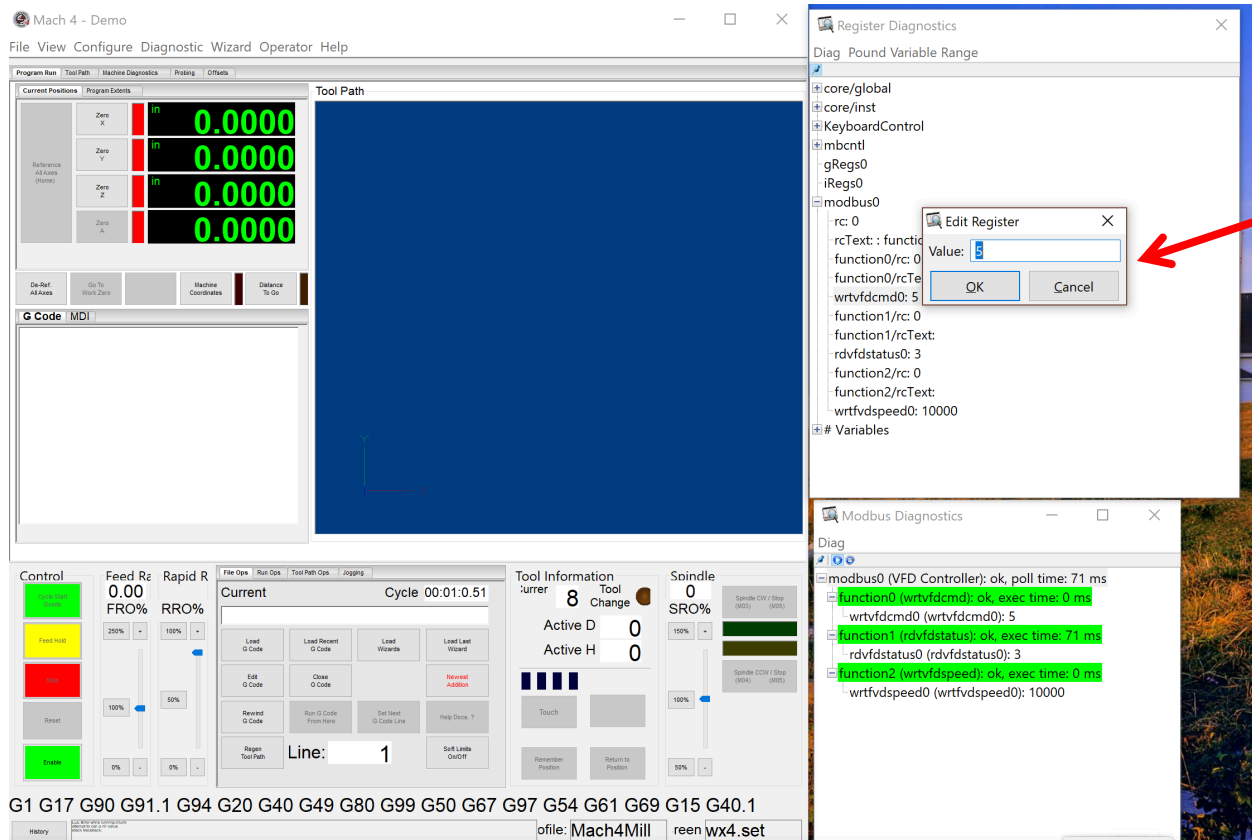 Mach 4 - Demo
File View Configure Diagnostic Wizard Operator Help
Program Run Tool Path Machine Diagnostics Probing Offsets
Current Positions Program Extents
Tool Path
Reference
All Axes
(Home)
Zero
X
in
0.0000
Zero
Y
in
0.0000
Zero
Z
in
0.0000
Zero
A
0.0000
De-Ref.
All Axes
Go To
Work Zero
Machine
Coordinates
Distance
To Go
G Code MDI
Y
Control
Cycle Start
Gcode
Feed Hold
Stop
Reset
Enable
Feed Ra
0.00
FRO%
250% +
100%
0% -
Rapid R
RRO%
100% +
50%
0% -
File Ops Run Ops Tool Path Ops Jogging
Current
Cycle 00:01:0.51
Load
G Code
Load Recent
G Code
Load
Wizards
Load Last
Wizard
Edit
G Code
Close
G Code
Newest
Addition
Rewind
G Code
Run G Code
From Here
Set Next
G Code Line
Help Docs. ?
Regen
Tool Path
Line: 1
Soft Limits
On/Off
Tool Information
8
Tool
Change
Active D 0
Active H 0
Touch
Remember
Position
Return to
Position
Spindle
0
SRO%
150% +
100%
50% -
Spindle CW / Stop
(M03) (M05)
Spindle CCW / Stop
(M04) (M05)
G1 G17 G90 G91.1 G94 G20 G40 G49 G80 G99 G50 G67 G97 G54 G61 G69 G15 G40.1
History
ofile: Mach4Mill
reen wx4.set
Register Diagnostics
Diag Pound Variable Range
core/global
core/inst
KeyboardControl
mbcntl
gRegs0
iRegs0
modbus0
rc: 0
rcText: : functio
function0/rc: 0
function0/rcTe
wrtvfdcmd0: 5
function1/rc: 0
function1/rcText:
rdvfdstatus0: 3
function2/rc: 0
function2/rcText:
wrtfvdspeed0: 10000
# Variables
Edit Register
Value: 5
OK Cancel
Modbus Diagnostics
Diag
modbus0 (VFD Controller): ok, poll time: 71 ms
function0 (wrtvfdcmd): ok, exec time: 0 ms
wrtvfdcmd0 (wrtvfdcmd0): 5
function1 (rdvfdstatus): ok, exec time: 71 ms
rdvfdstatus0 (rdvfdstatus0): 3
function2 (wrtvfdspeed): ok, exec time: 0 ms
wrtfvdspeed0 (wrtfvdspeed0): 10000